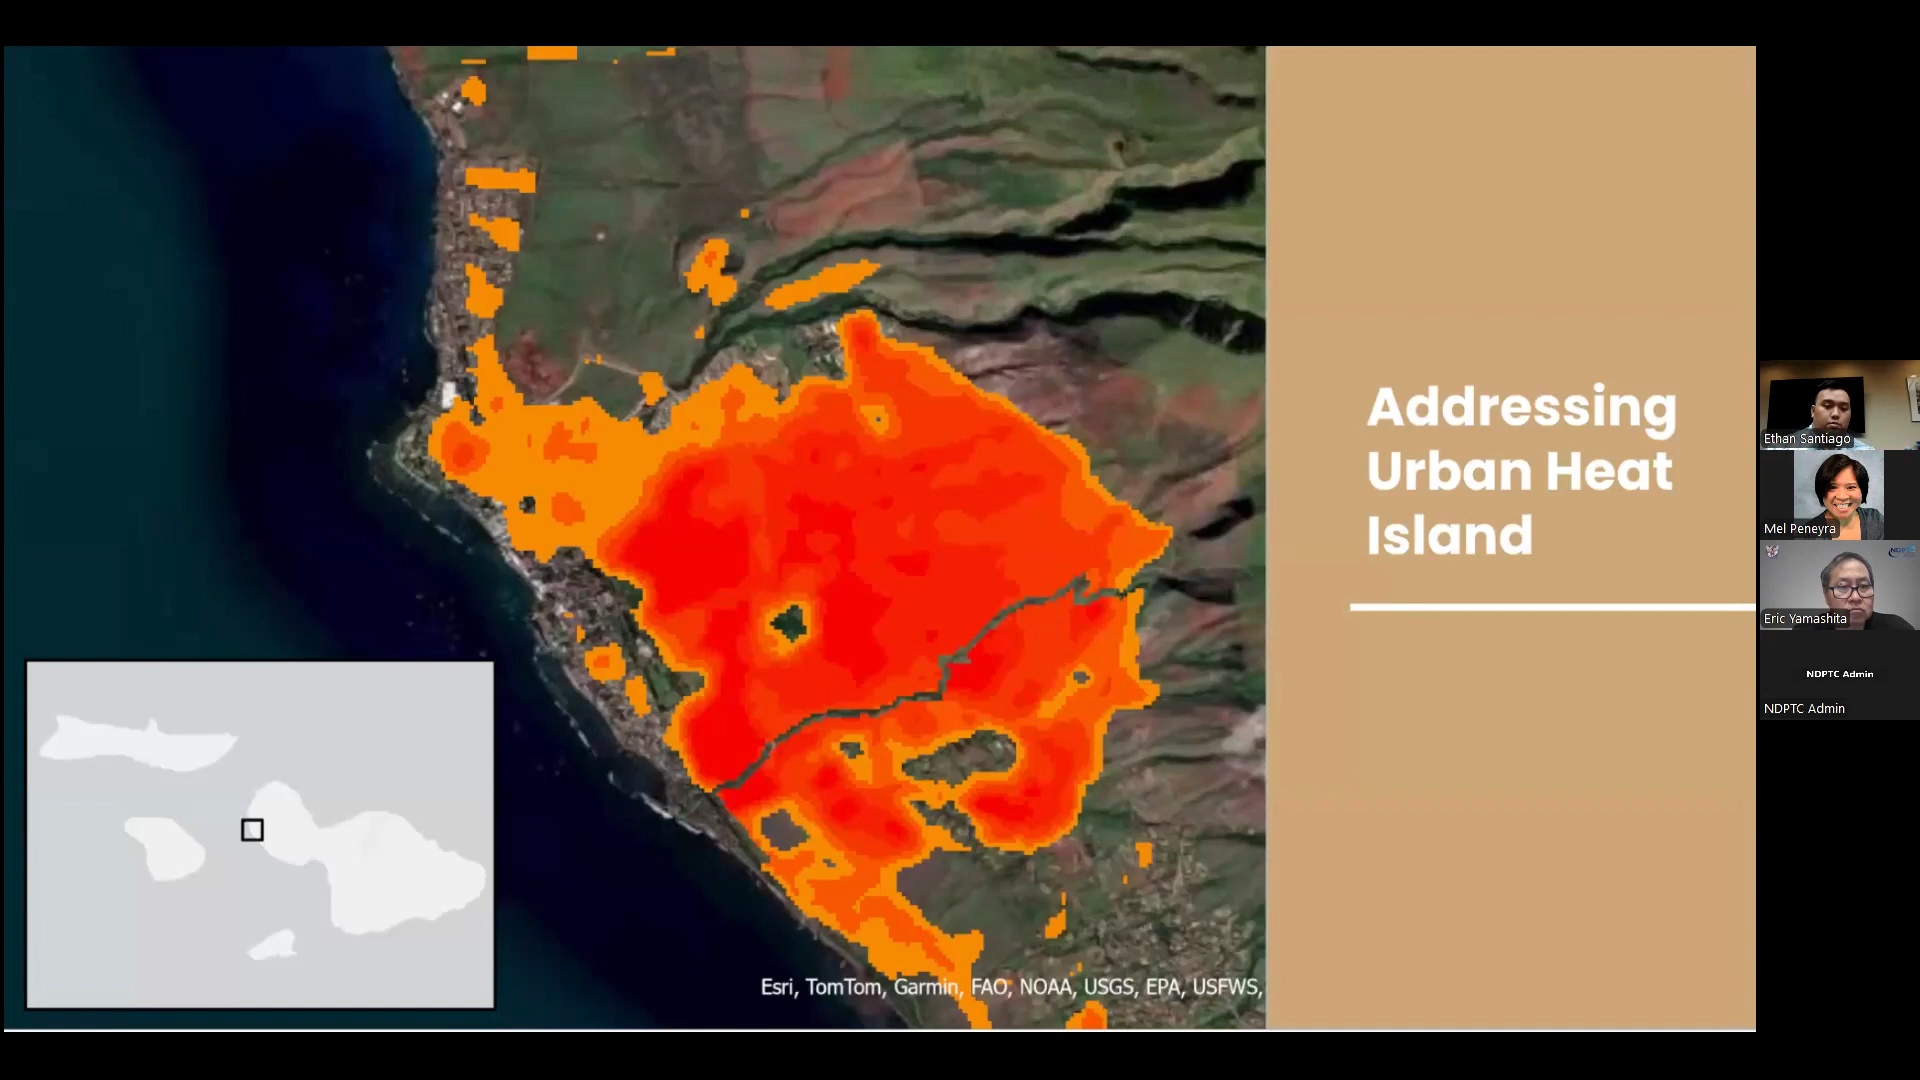 Addressing
Urban Heat
Island
Esri, TomTom, Garmin, FAO, NOAA, USGS, EPA, USFWS,
Ethan Santiago
Mel Peneyra
Eric Yamashita
NDPTC Admin
NDPTC Admin